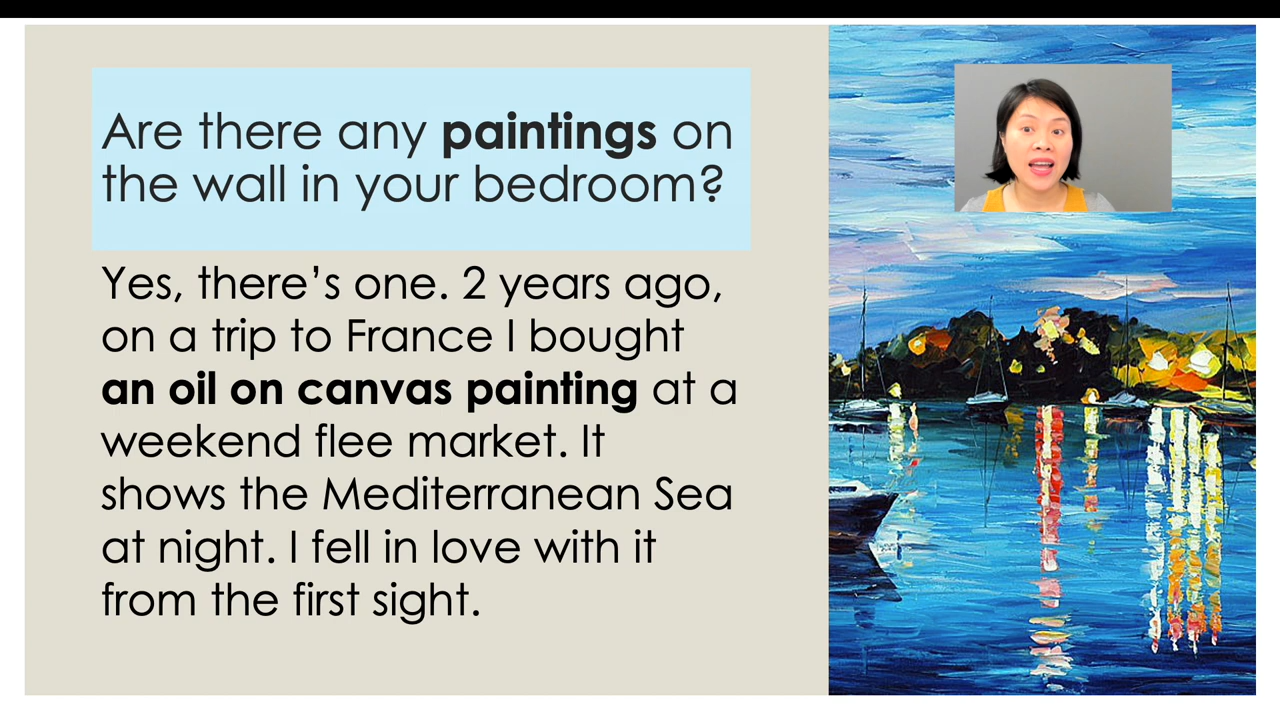 Are there any paintings on
the wall in your bedroom?
Yes, there’s one. 2 years ago,
on a trip to France I bought
an oil on canvas painting at a
weekend flee market. It
shows the Mediterranean Sea
at night. I fell in love with it
from the first sight.